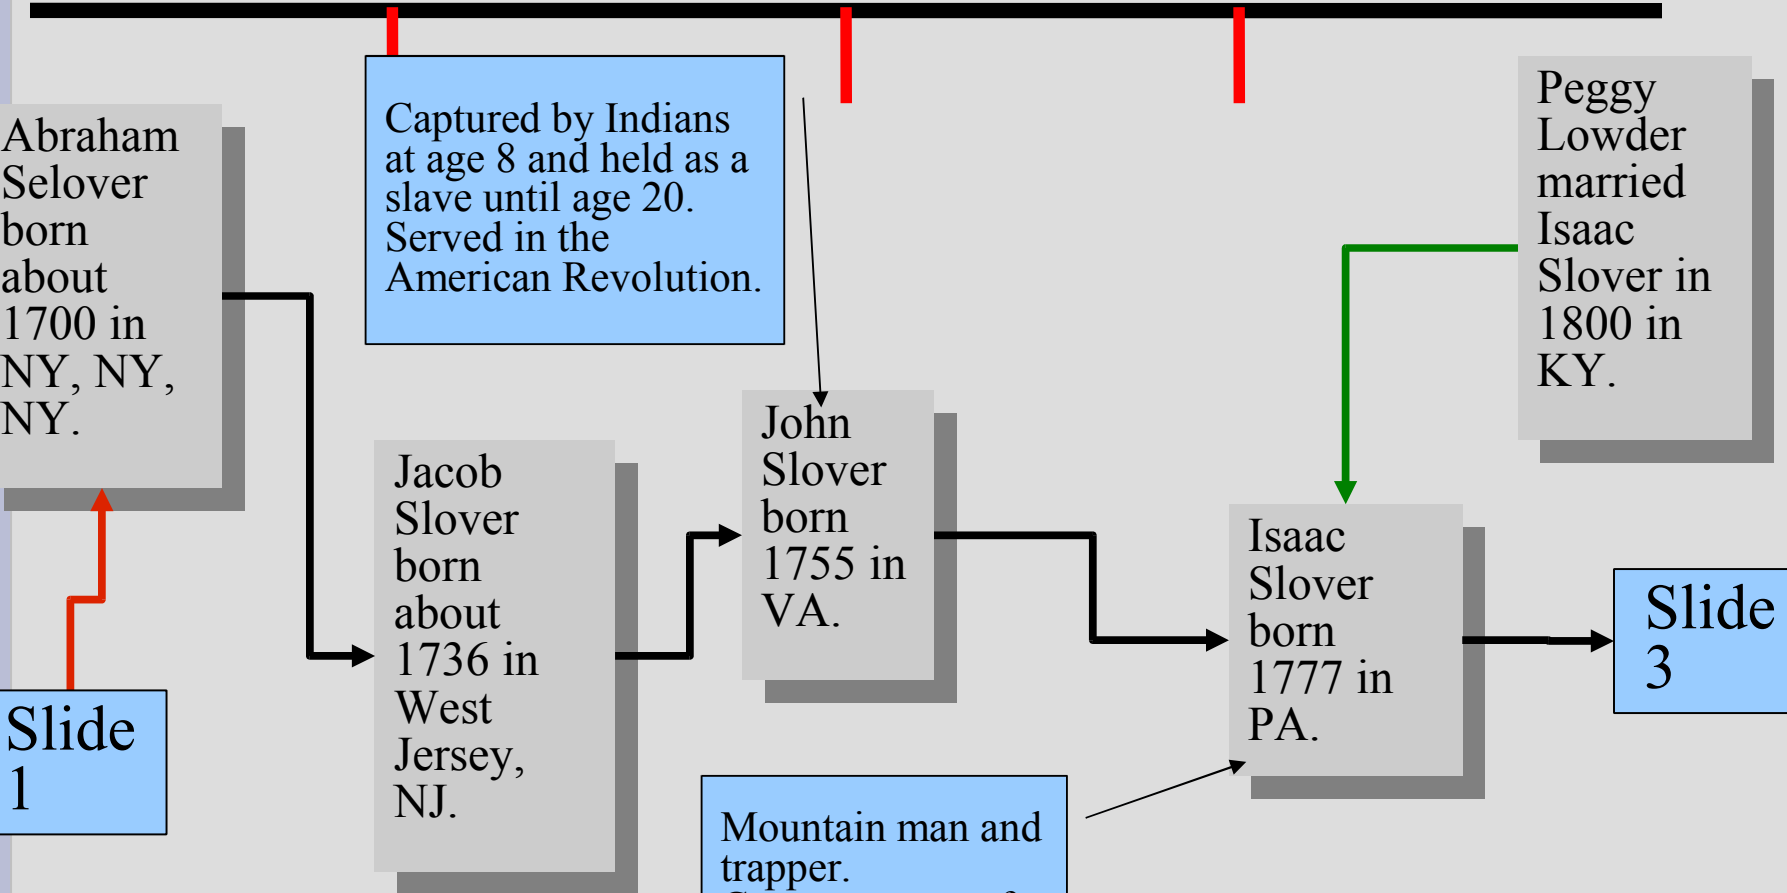 Abraham
Selover
born
about
1700 in
NY, NY,
NY.
Slide
1
Captured by Indians
at age 8 and held as a
slave until age 20.
Served in the
American Revolution.
Jacob
Slover
born
about
1736 in
West
Jersey,
NJ.
John
Slover
born
1755 in
VA.
Mountain man and
trapper.
Peggy
Lowder
married
Isaac
Slover in
1800 in
KY.
Isaac
Slover
born
1777 in
PA.
Slide
3